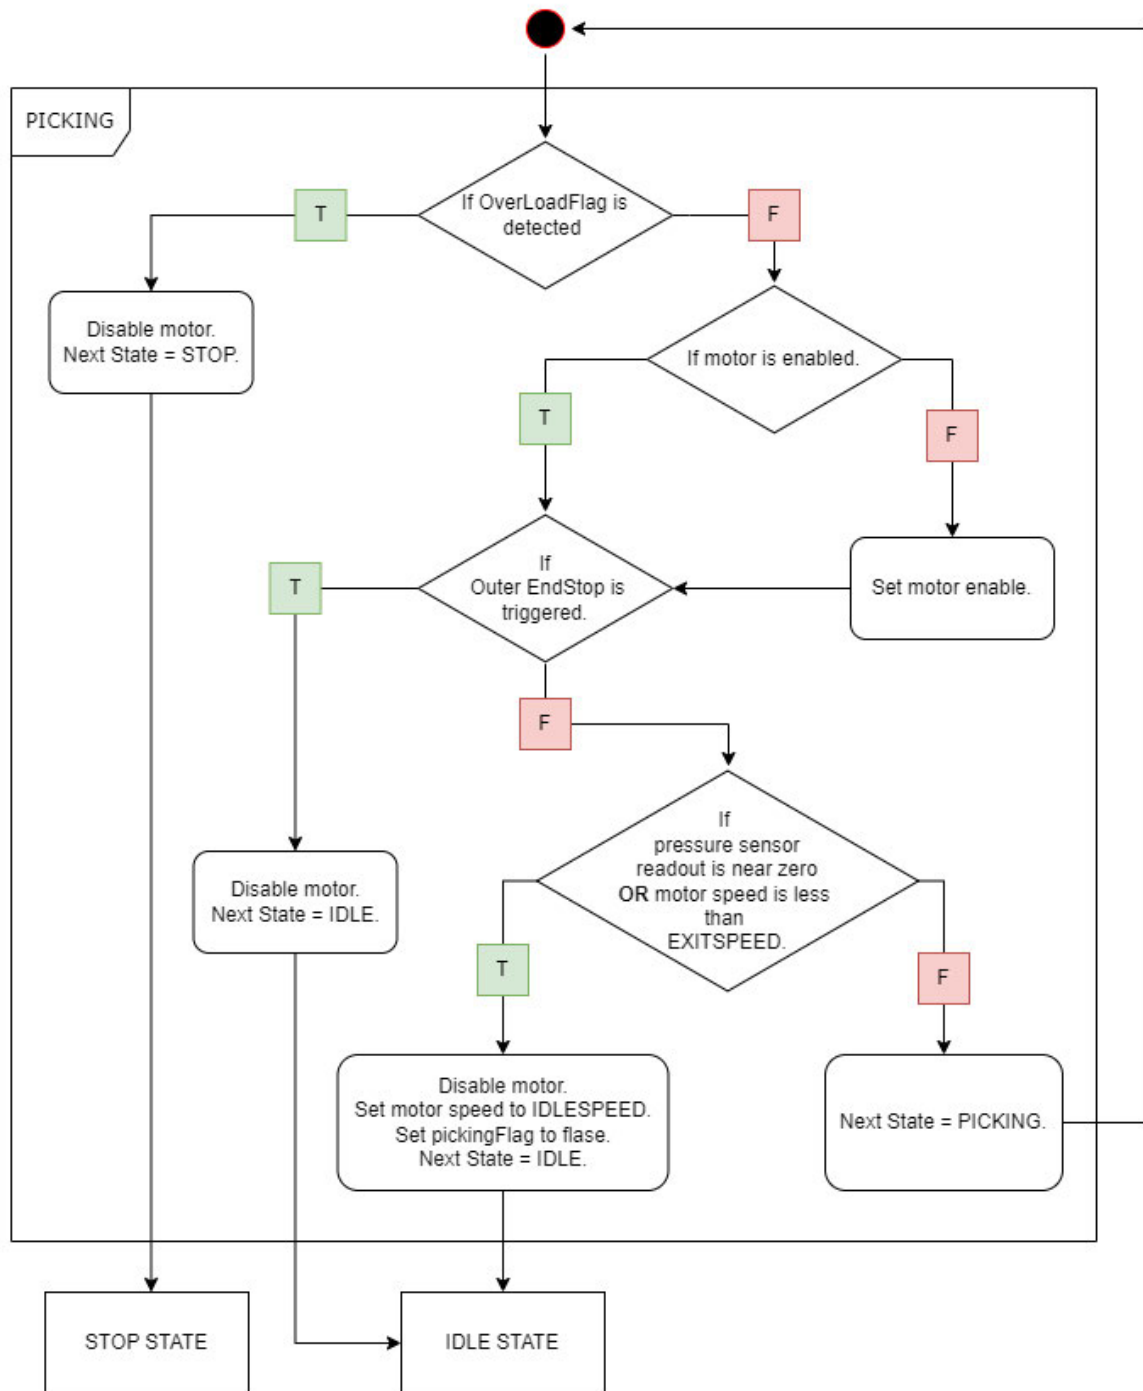 PICKING
If OverLoadFlag is
detected
T
F
Disable motor.
Next State = STOP.
If motor is enabled.
T
F
If
Outer EndStop is
triggered.
T
Set motor enable.
F
If
pressure sensor
readout is near zero
OR motor speed is less
than
EXITSPEED.
Disable motor.
Next State = IDLE.
T
F
Disable motor.
Set motor speed to IDLESPEED.
Set pickingFlag to flase.
Next State = IDLE.
Next State = PICKING.
STOP STATE
IDLE STATE